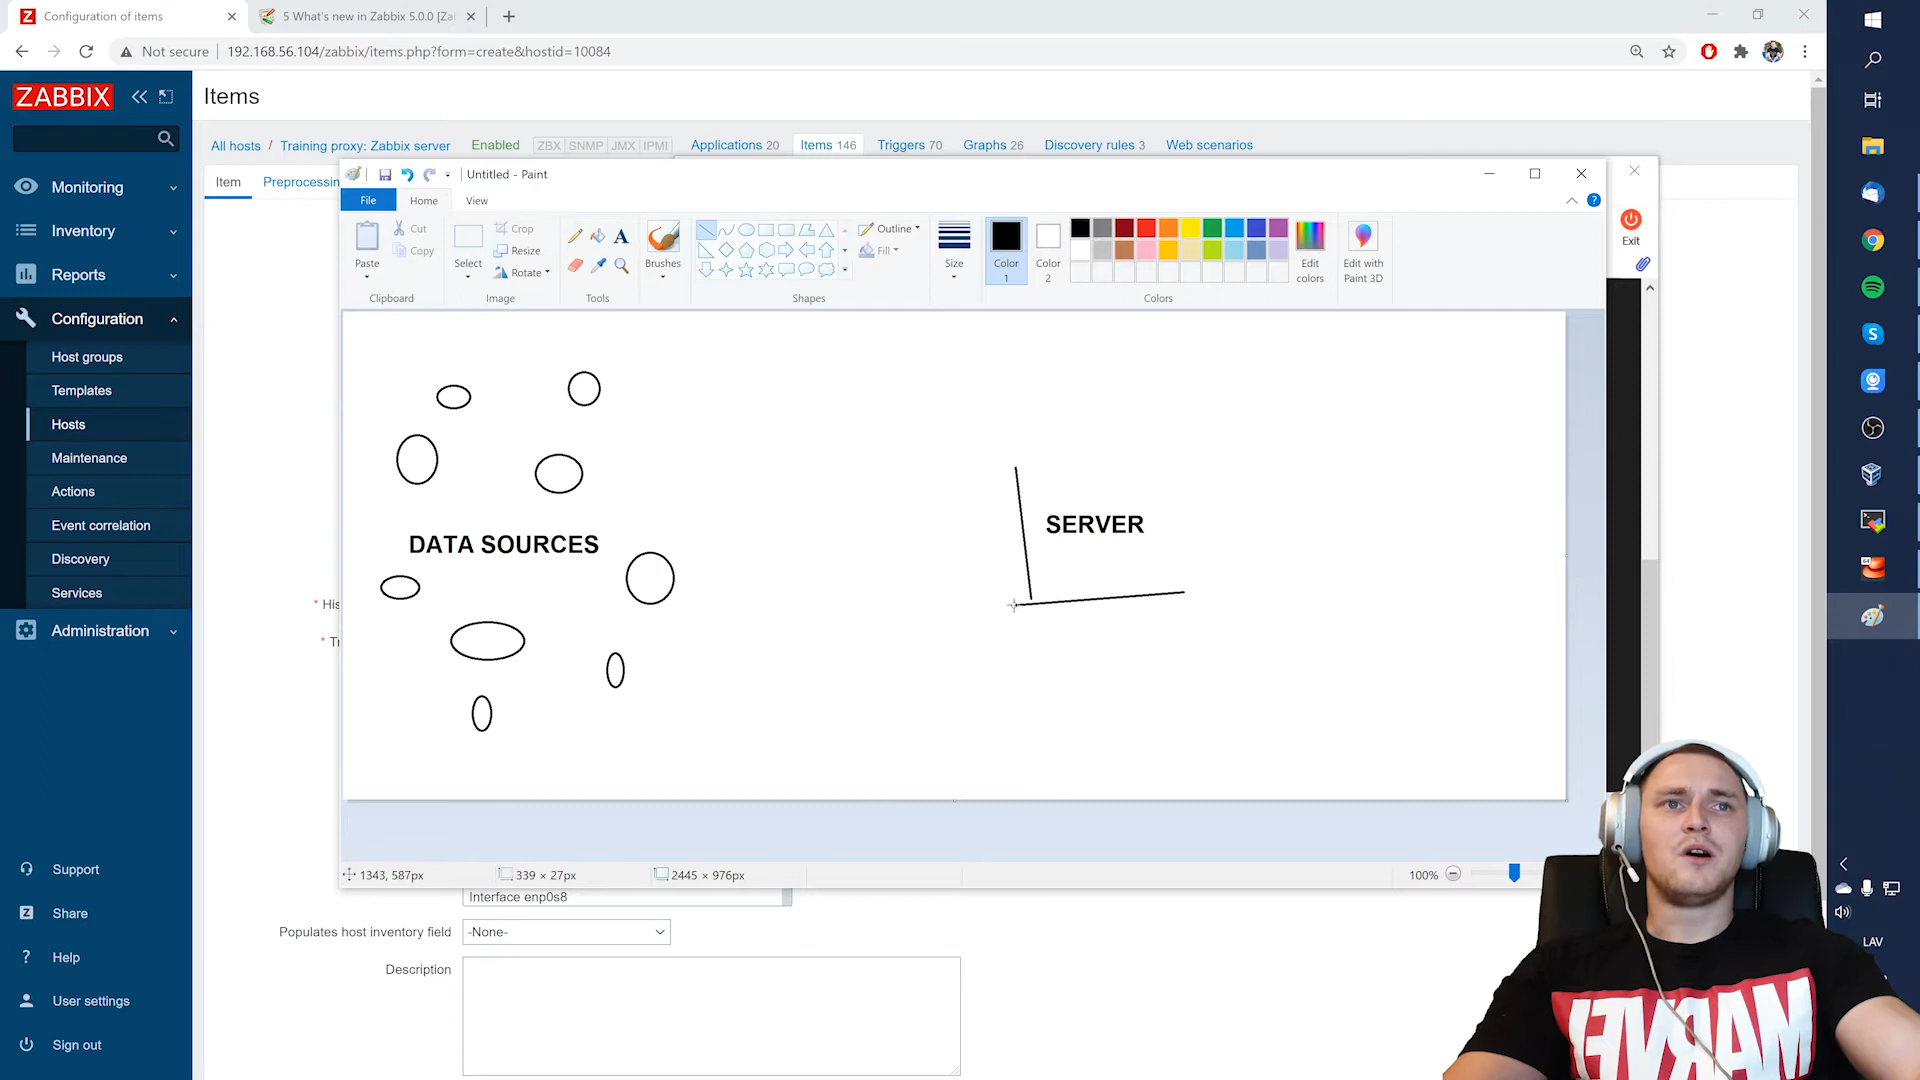 Configuration of items
5 What's new in Zabbix 5.0.0 [Za
Not secure
192.168.56.104/zabbix/items.php?form=create&hostid=10084
ZABBIX
Items
All hosts / Training proxy: Zabbix server Enabled ZBX SNMP JMX IPMI Applications 20 Items 146 Triggers 70 Graphs 26 Discovery rules 3 Web scenarios
Item Preprocessin
Monitoring
Inventory
Reports
Configuration
Host groups
Templates
Hosts
Maintenance
Actions
Event correlation
Discovery
Services
Administration
Support
Share
Help
User settings
Sign out
Untitled - Paint
File Home View
Paste
Cut
Copy
Clipboard
Select
Crop
Resize
Rotate
Image
Tools
Brushes
Outline
Fill
Shapes
Size
Color
1
Color
2
Edit
colors
Edit with
Paint 3D
Colors
Exit
DATA SOURCES
SERVER
* His
* Tr
1343, 587px
339 × 27px
2445 × 976px
100%
Interface enp0s8
Populates host inventory field
-None-
Description
LAV
64
MARVEL